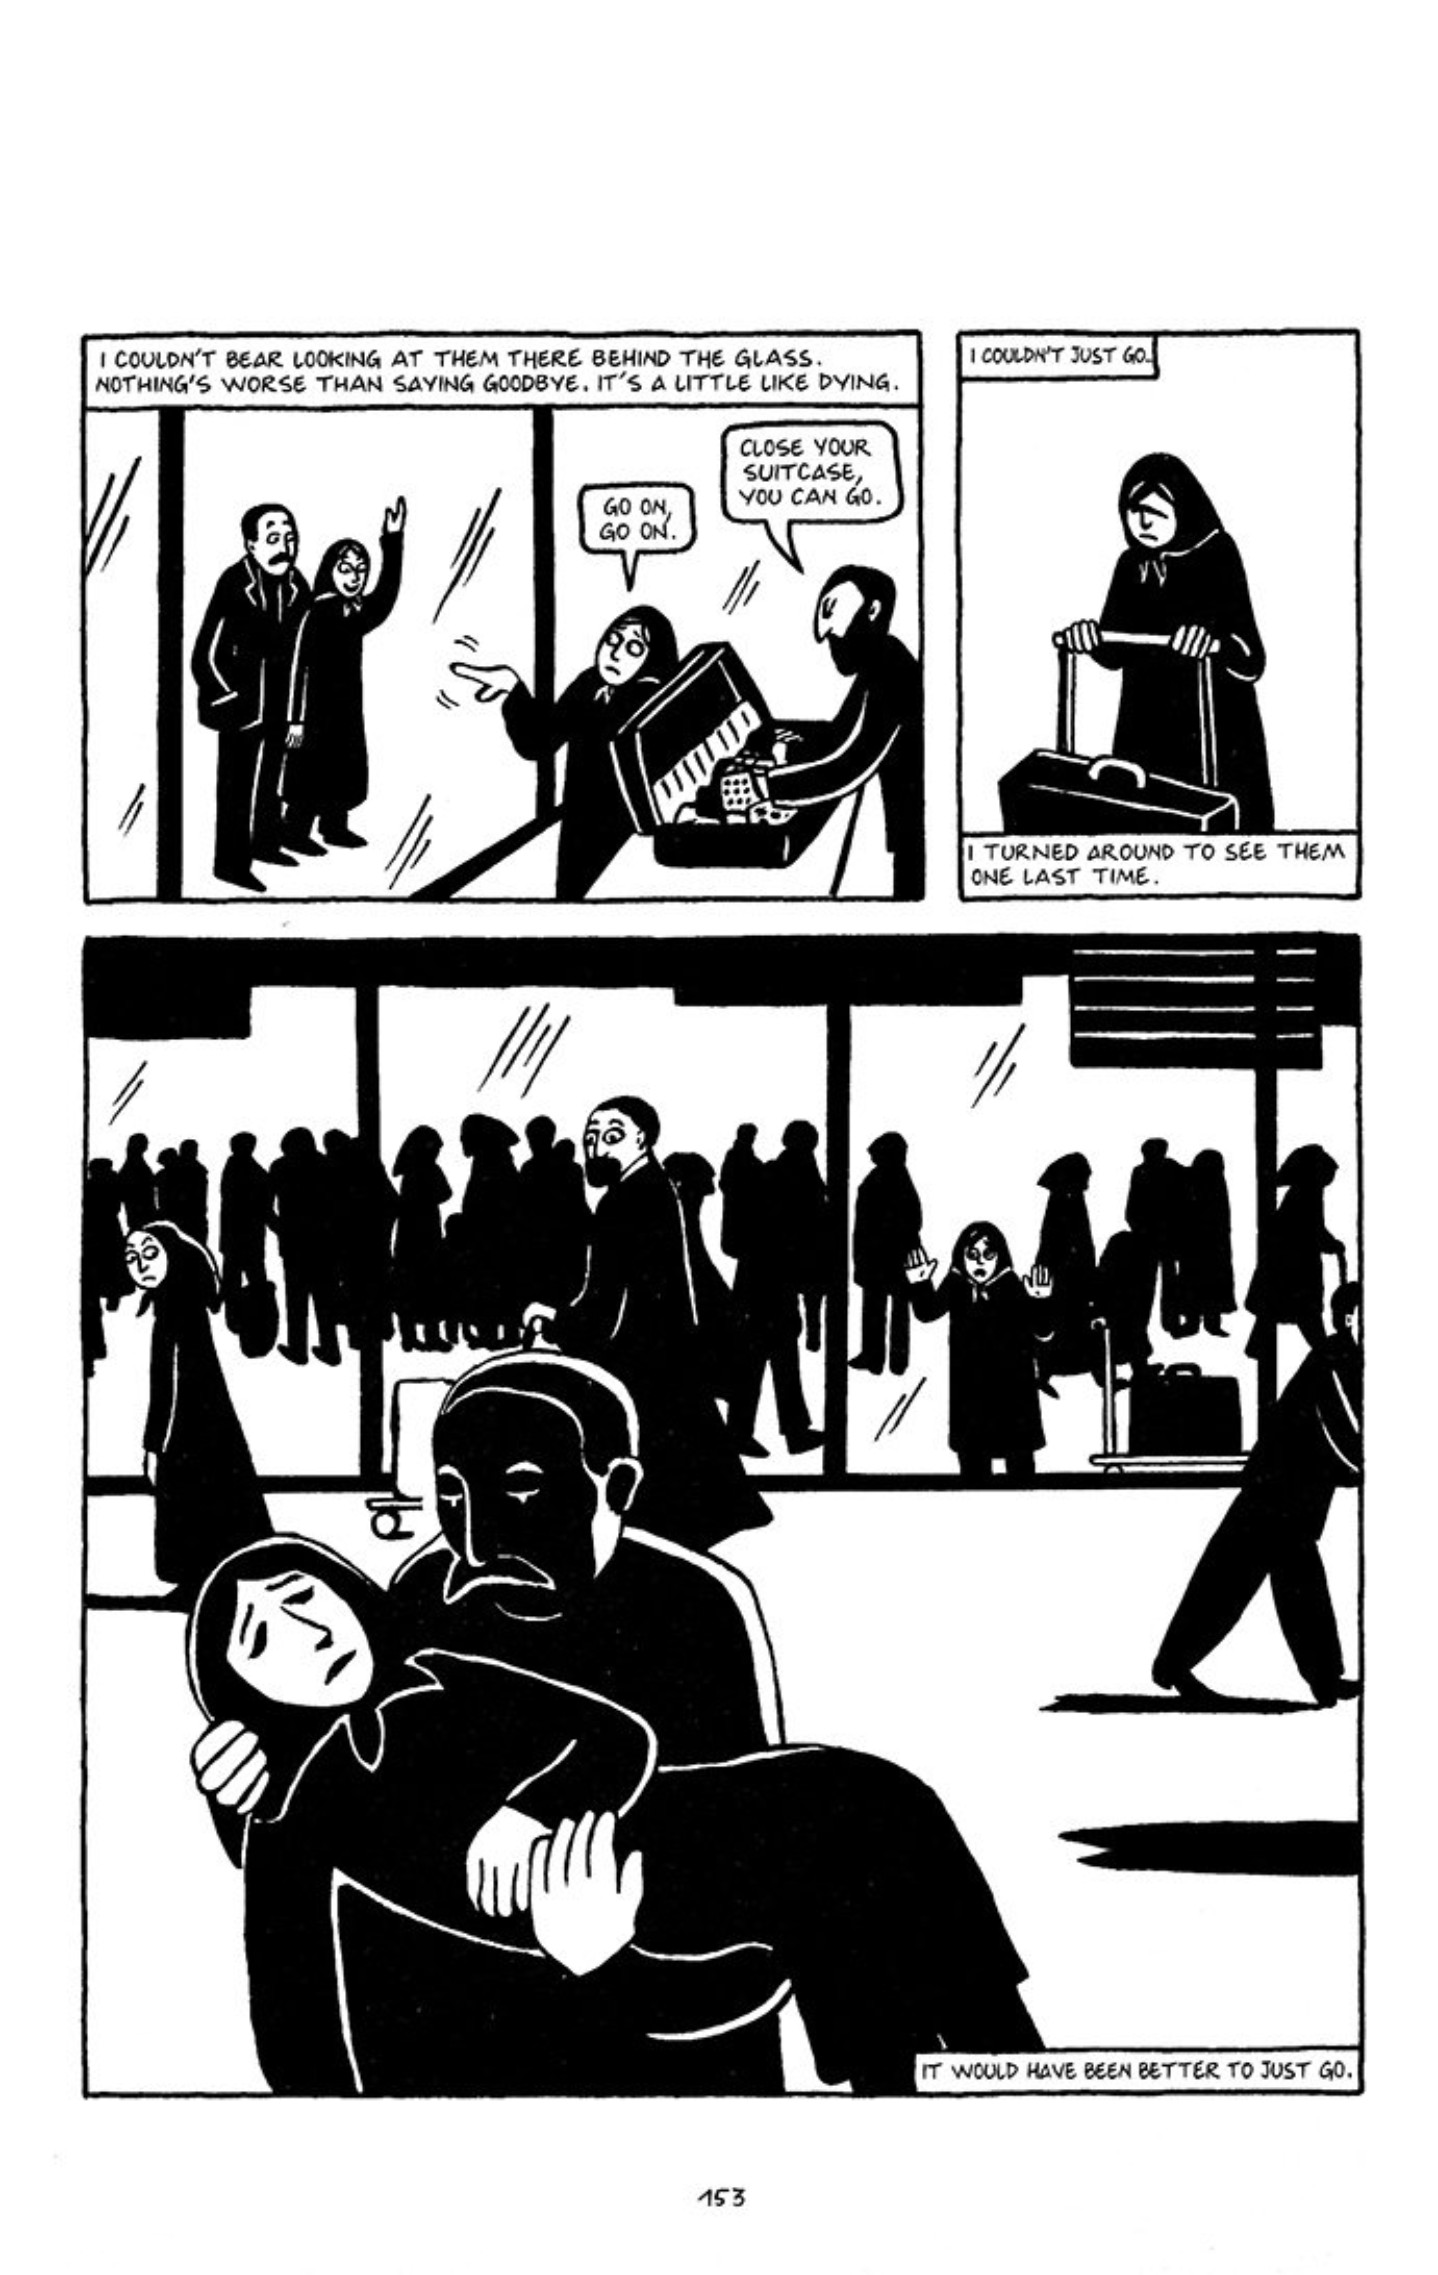 I COULDN'T BEAR LOOKING AT THEM THERE BEHIND THE GLASS.
NOTHING'S WORSE THAN SAYING GOODBYE. IT'S A LITTLE LIKE DYING.
GO ON,
GO ON.
CLOSE YOUR
SUITCASE,
YOU CAN GO.
I COULDN'T JUST GO.
I TURNED AROUND TO SEE THEM
ONE LAST TIME.
IT WOULD HAVE BEEN BETTER TO JUST GO.
153